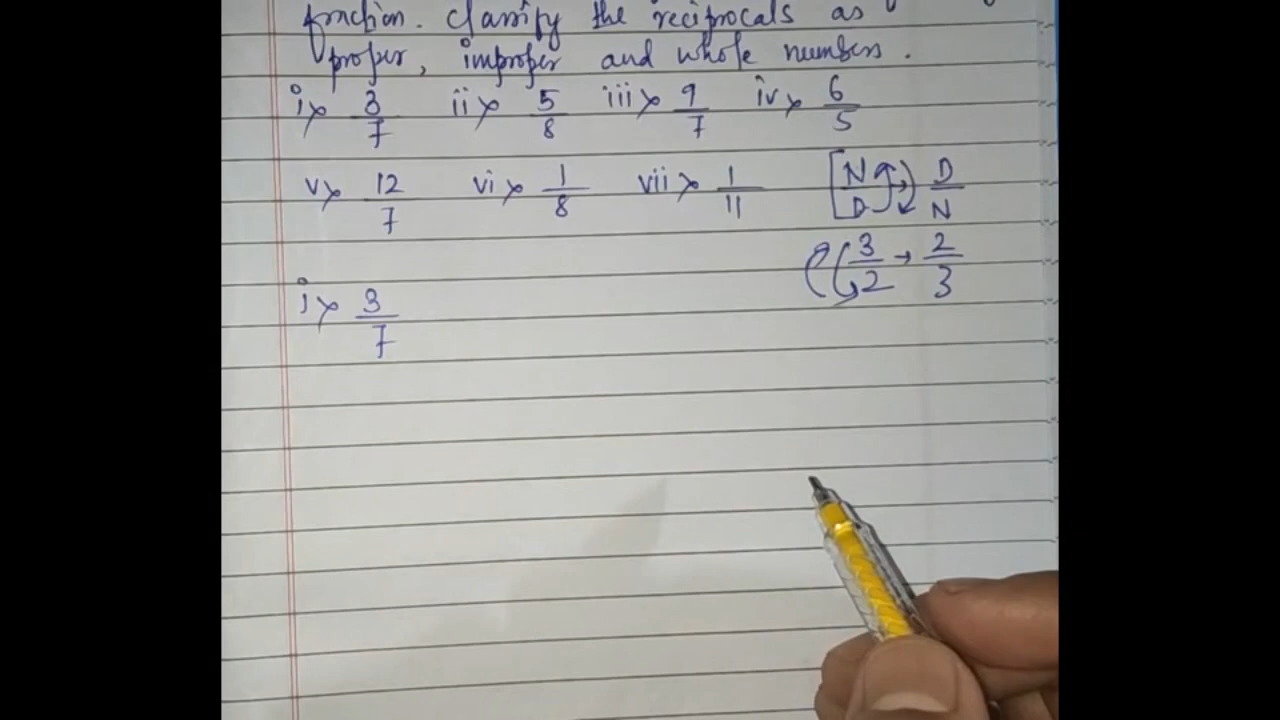 fraction. Classify the reciprocals as
proper, improper and whole numbers.
i> 3/7 ii> 5/8 iii> 9/7 iv> 6/5
v> 12/7 vi> 1/8 vii> 1/11 [N/D → D/N
3/2 → 2/3
i> 3/7